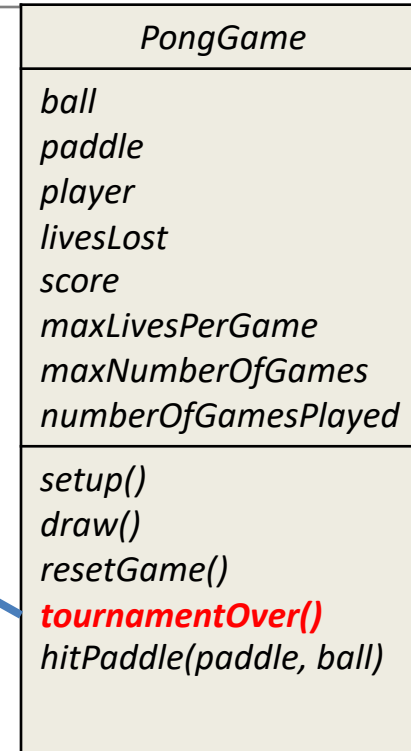 PongGame
ball
paddle
player
livesLost
score
maxLivesPerGame
maxNumberOfGames
numberOfGamesPlayed
setup()
draw()
resetGame()
tournamentOver()
hitPaddle(paddle, ball)